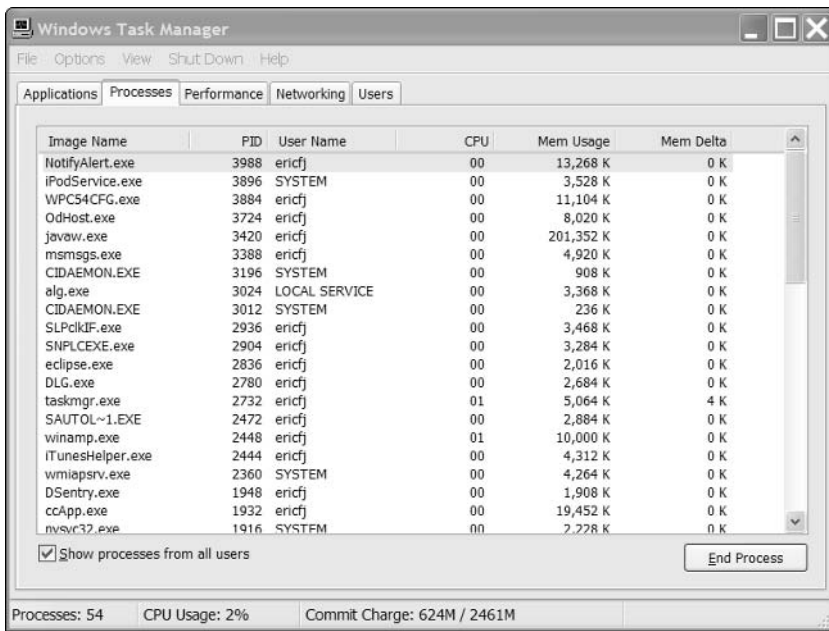 Windows Task Manager
File Options View Shut Down Help
Applications Processes Performance Networking Users
Image Name PID User Name CPU Mem Usage Mem Delta
NotifyAlert.exe 3988 ericfj 00 13,268 K 0 K
iPodService.exe 3896 SYSTEM 00 3,528 K 0 K
WPC54CFG.exe 3884 ericfj 00 11,104 K 0 K
OdHost.exe 3724 ericfj 00 8,020 K 0 K
javaw.exe 3420 ericfj 00 201,352 K 0 K
msmsgs.exe 3388 ericfj 00 4,920 K 0 K
CIDAEMON.EXE 3196 SYSTEM 00 908 K 0 K
alg.exe 3024 LOCAL SERVICE 00 3,368 K 0 K
CIDAEMON.EXE 3012 SYSTEM 00 236 K 0 K
SLPclkIF.exe 2936 ericfj 00 3,468 K 0 K
SNPLCEXE.exe 2904 ericfj 00 3,284 K 0 K
eclipse.exe 2836 ericfj 00 2,016 K 0 K
DLG.exe 2780 ericfj 00 2,684 K 0 K
taskmgr.exe 2732 ericfj 01 5,064 K 4 K
SAUTOL~1.EXE 2472 ericfj 00 2,884 K 0 K
winamp.exe 2448 ericfj 01 10,000 K 0 K
iTunesHelper.exe 2444 ericfj 00 4,312 K 0 K
wmiapsrv.exe 2360 SYSTEM 00 4,264 K 0 K
DSentry.exe 1948 ericfj 00 1,908 K 0 K
ccApp.exe 1932 ericfj 00 19,452 K 0 K
nvsvc32.exe 1916 SYSTEM 00 2,228 K 0 K
Show processes from all users
End Process
Processes: 54 CPU Usage: 2% Commit Charge: 624M / 2461M